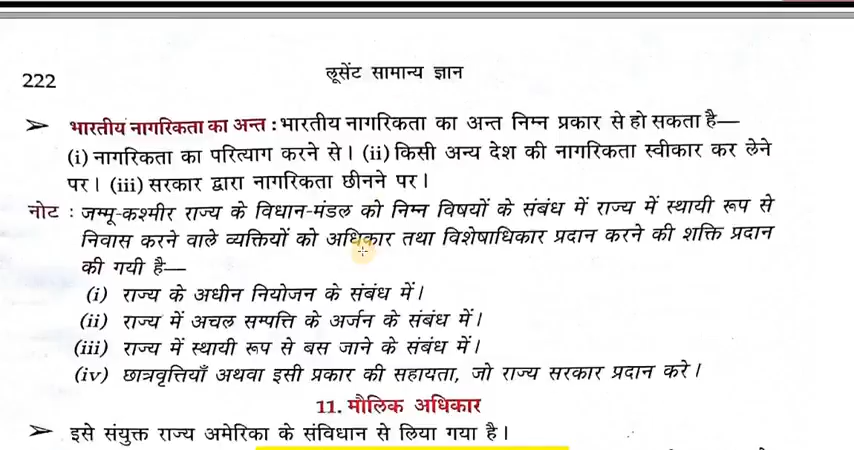 222
लूसेंट सामान्य ज्ञान
➢ भारतीय नागरिकता का अन्त : भारतीय नागरिकता का अन्त निम्न प्रकार से हो सकता है—
(i) नागरिकता का परित्याग करने से। (ii) किसी अन्य देश की नागरिकता स्वीकार कर लेने
पर। (iii) सरकार द्वारा नागरिकता छीनने पर।
नोट : जम्मू-कश्मीर राज्य के विधान-मंडल को निम्न विषयों के संबंध में राज्य में स्थायी रूप से
निवास करने वाले व्यक्तियों को अधिकार तथा विशेषाधिकार प्रदान करने की शक्ति प्रदान
की गयी है—
(i) राज्य के अधीन नियोजन के संबंध में।
(ii) राज्य में अचल सम्पत्ति के अर्जन के संबंध में।
(iii) राज्य में स्थायी रूप से बस जाने के संबंध में।
(iv) छात्रवृत्तियाँ अथवा इसी प्रकार की सहायता, जो राज्य सरकार प्रदान करे।
11. मौलिक अधिकार
➢ इसे संयुक्त राज्य अमेरिका के संविधान से लिया गया है।